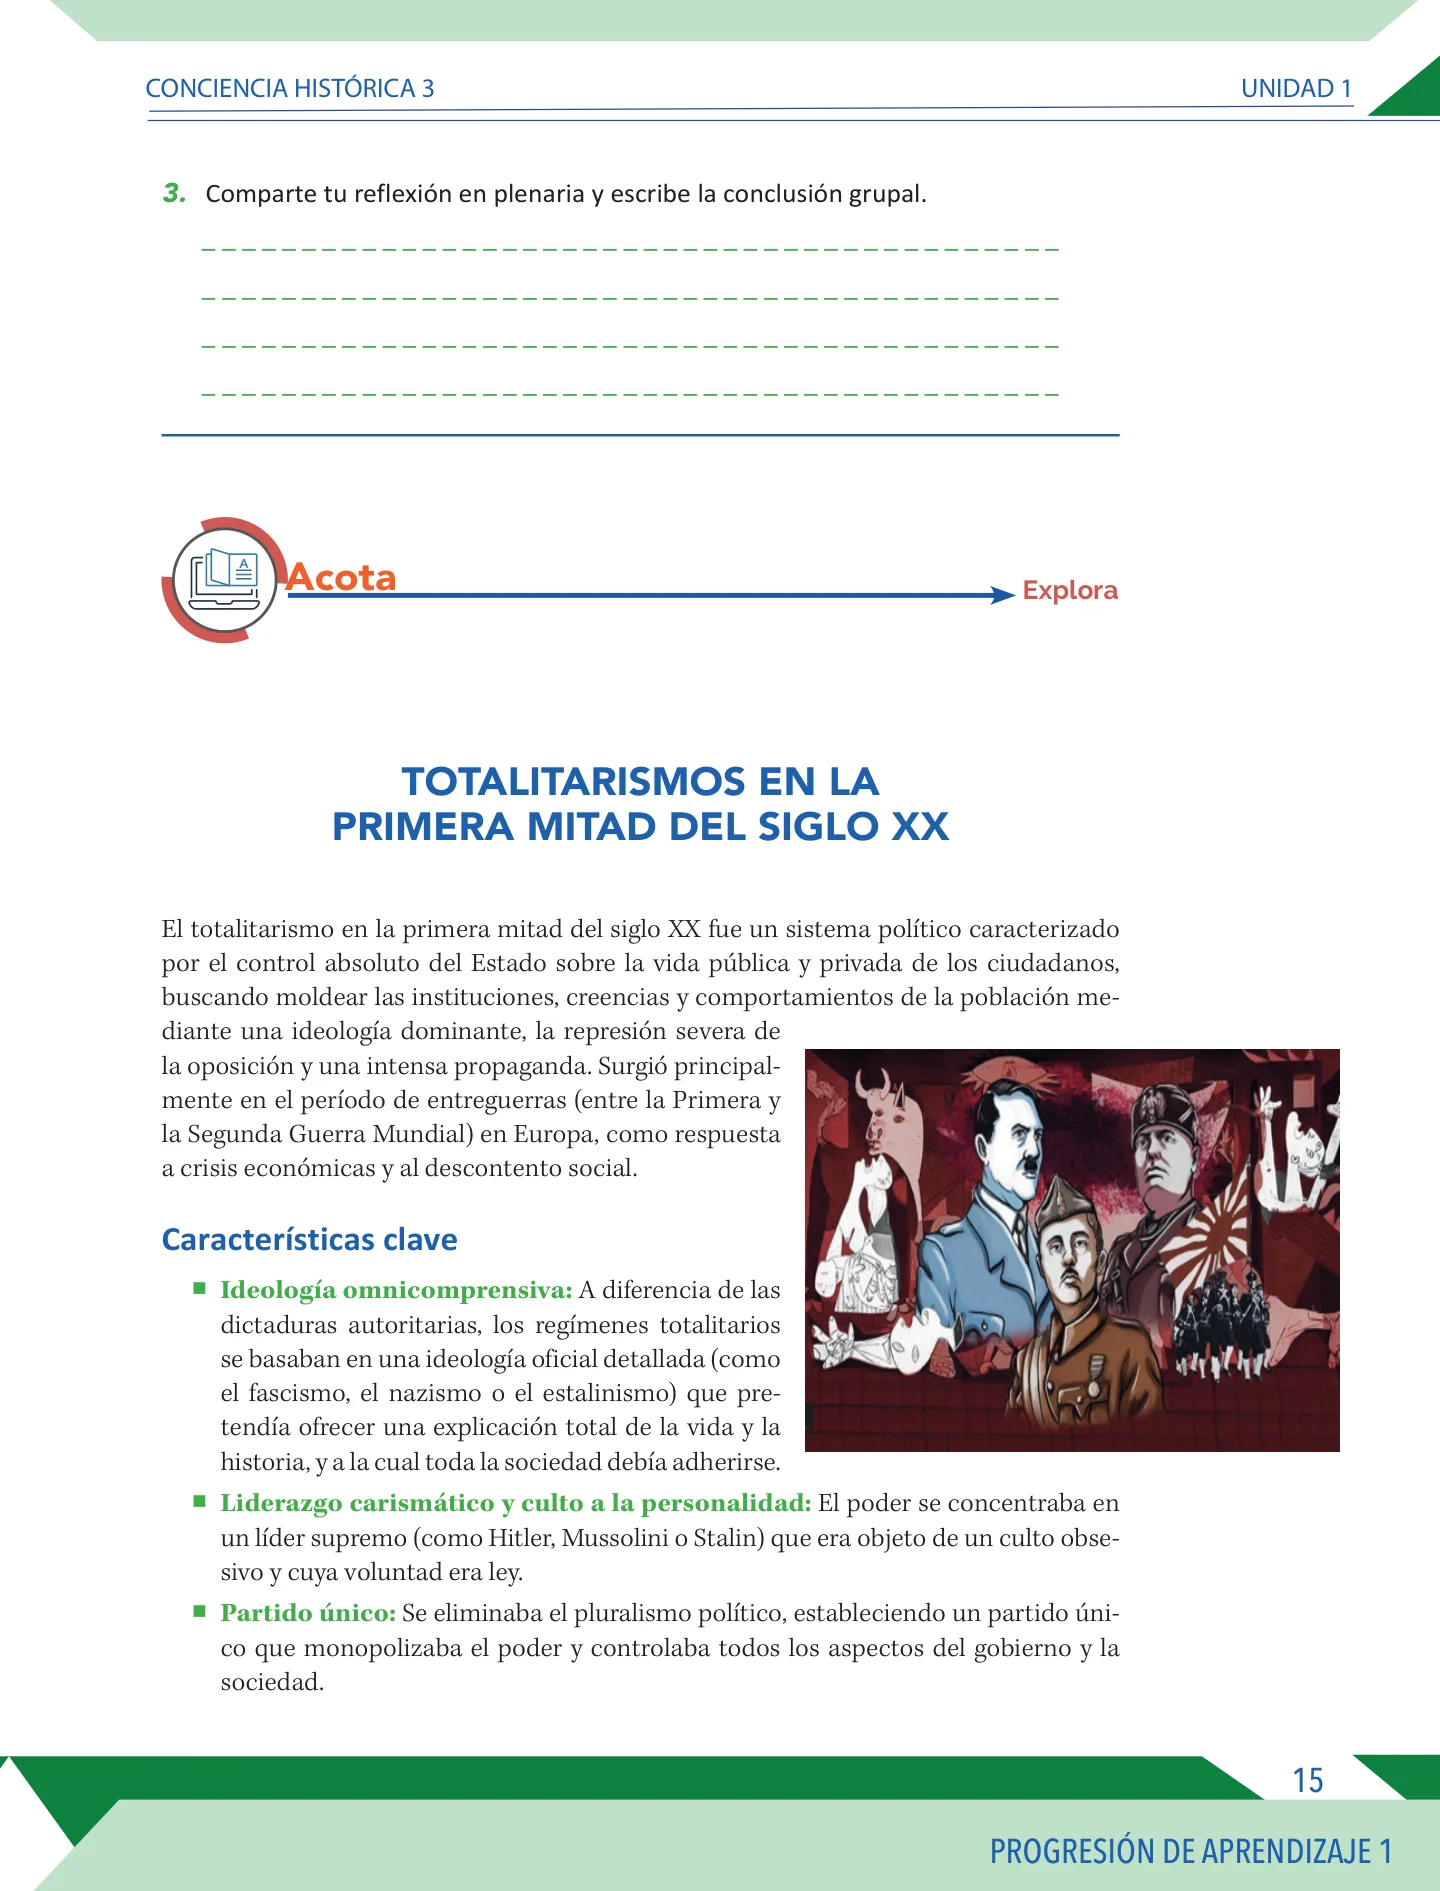 CONCIENCIA HISTÓRICA 3
UNIDAD 1
3. Comparte tu reflexión en plenaria y escribe la conclusión grupal.
A
Acota
Explora
TOTALITARISMOS EN LA
PRIMERA MITAD DEL SIGLO XX
El totalitarismo en la primera mitad del siglo XX fue un sistema político caracterizado
por el control absoluto del Estado sobre la vida pública y privada de los ciudadanos,
buscando moldear las instituciones, creencias y comportamientos de la población me-
diante una ideología dominante, la represión severa de
la oposición y una intensa propaganda. Surgió principal-
mente en el período de entreguerras (entre la Primera y
la Segunda Guerra Mundial) en Europa, como respuesta
a crisis económicas y al descontento social.
Características clave
■ Ideología omnicomprensiva: A diferencia de las
dictaduras autoritarias, los regímenes totalitarios
se basaban en una ideología oficial detallada (como
el fascismo, el nazismo o el estalinismo) que pre-
tendía ofrecer una explicación total de la vida y la
historia, y a la cual toda la sociedad debía adherirse.
■ Liderazgo carismático y culto a la personalidad: El poder se concentraba en
un líder supremo (como Hitler, Mussolini o Stalin) que era objeto de un culto obse-
sivo y cuya voluntad era ley.
■ Partido único: Se eliminaba el pluralismo político, estableciendo un partido úni-
co que monopolizaba el poder y controlaba todos los aspectos del gobierno y la
sociedad.
15
PROGRESIÓN DE APRENDIZAJE 1